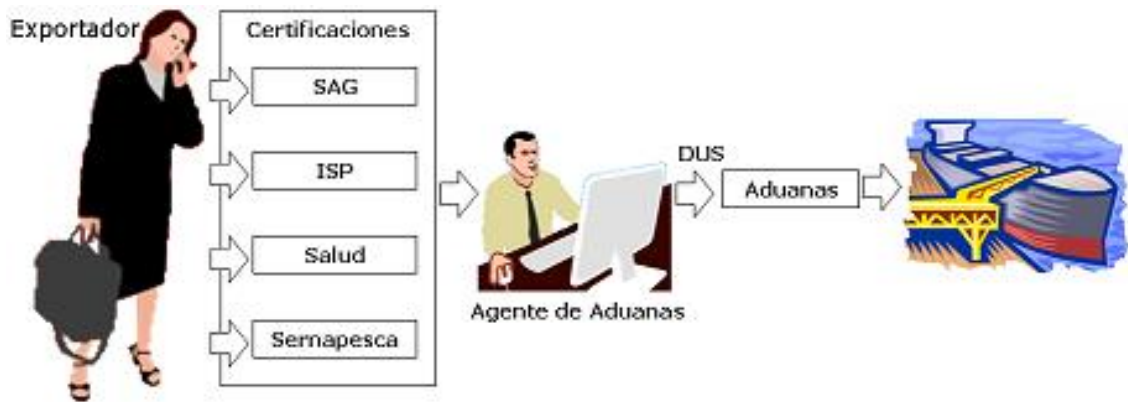 Exportador
Certificaciones
SAG
ISP
Salud
Sernapesca
Agente de Aduanas
DUS
Aduanas